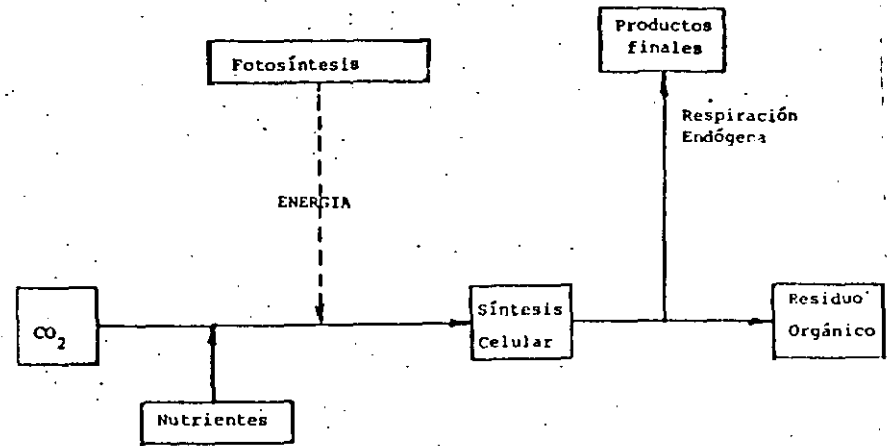 Productos
finales
Fotosíntesis
Respiración
Endógena
ENERGIA
CO2
Síntesis
Celular
Residuo
Orgánico
Nutrientes